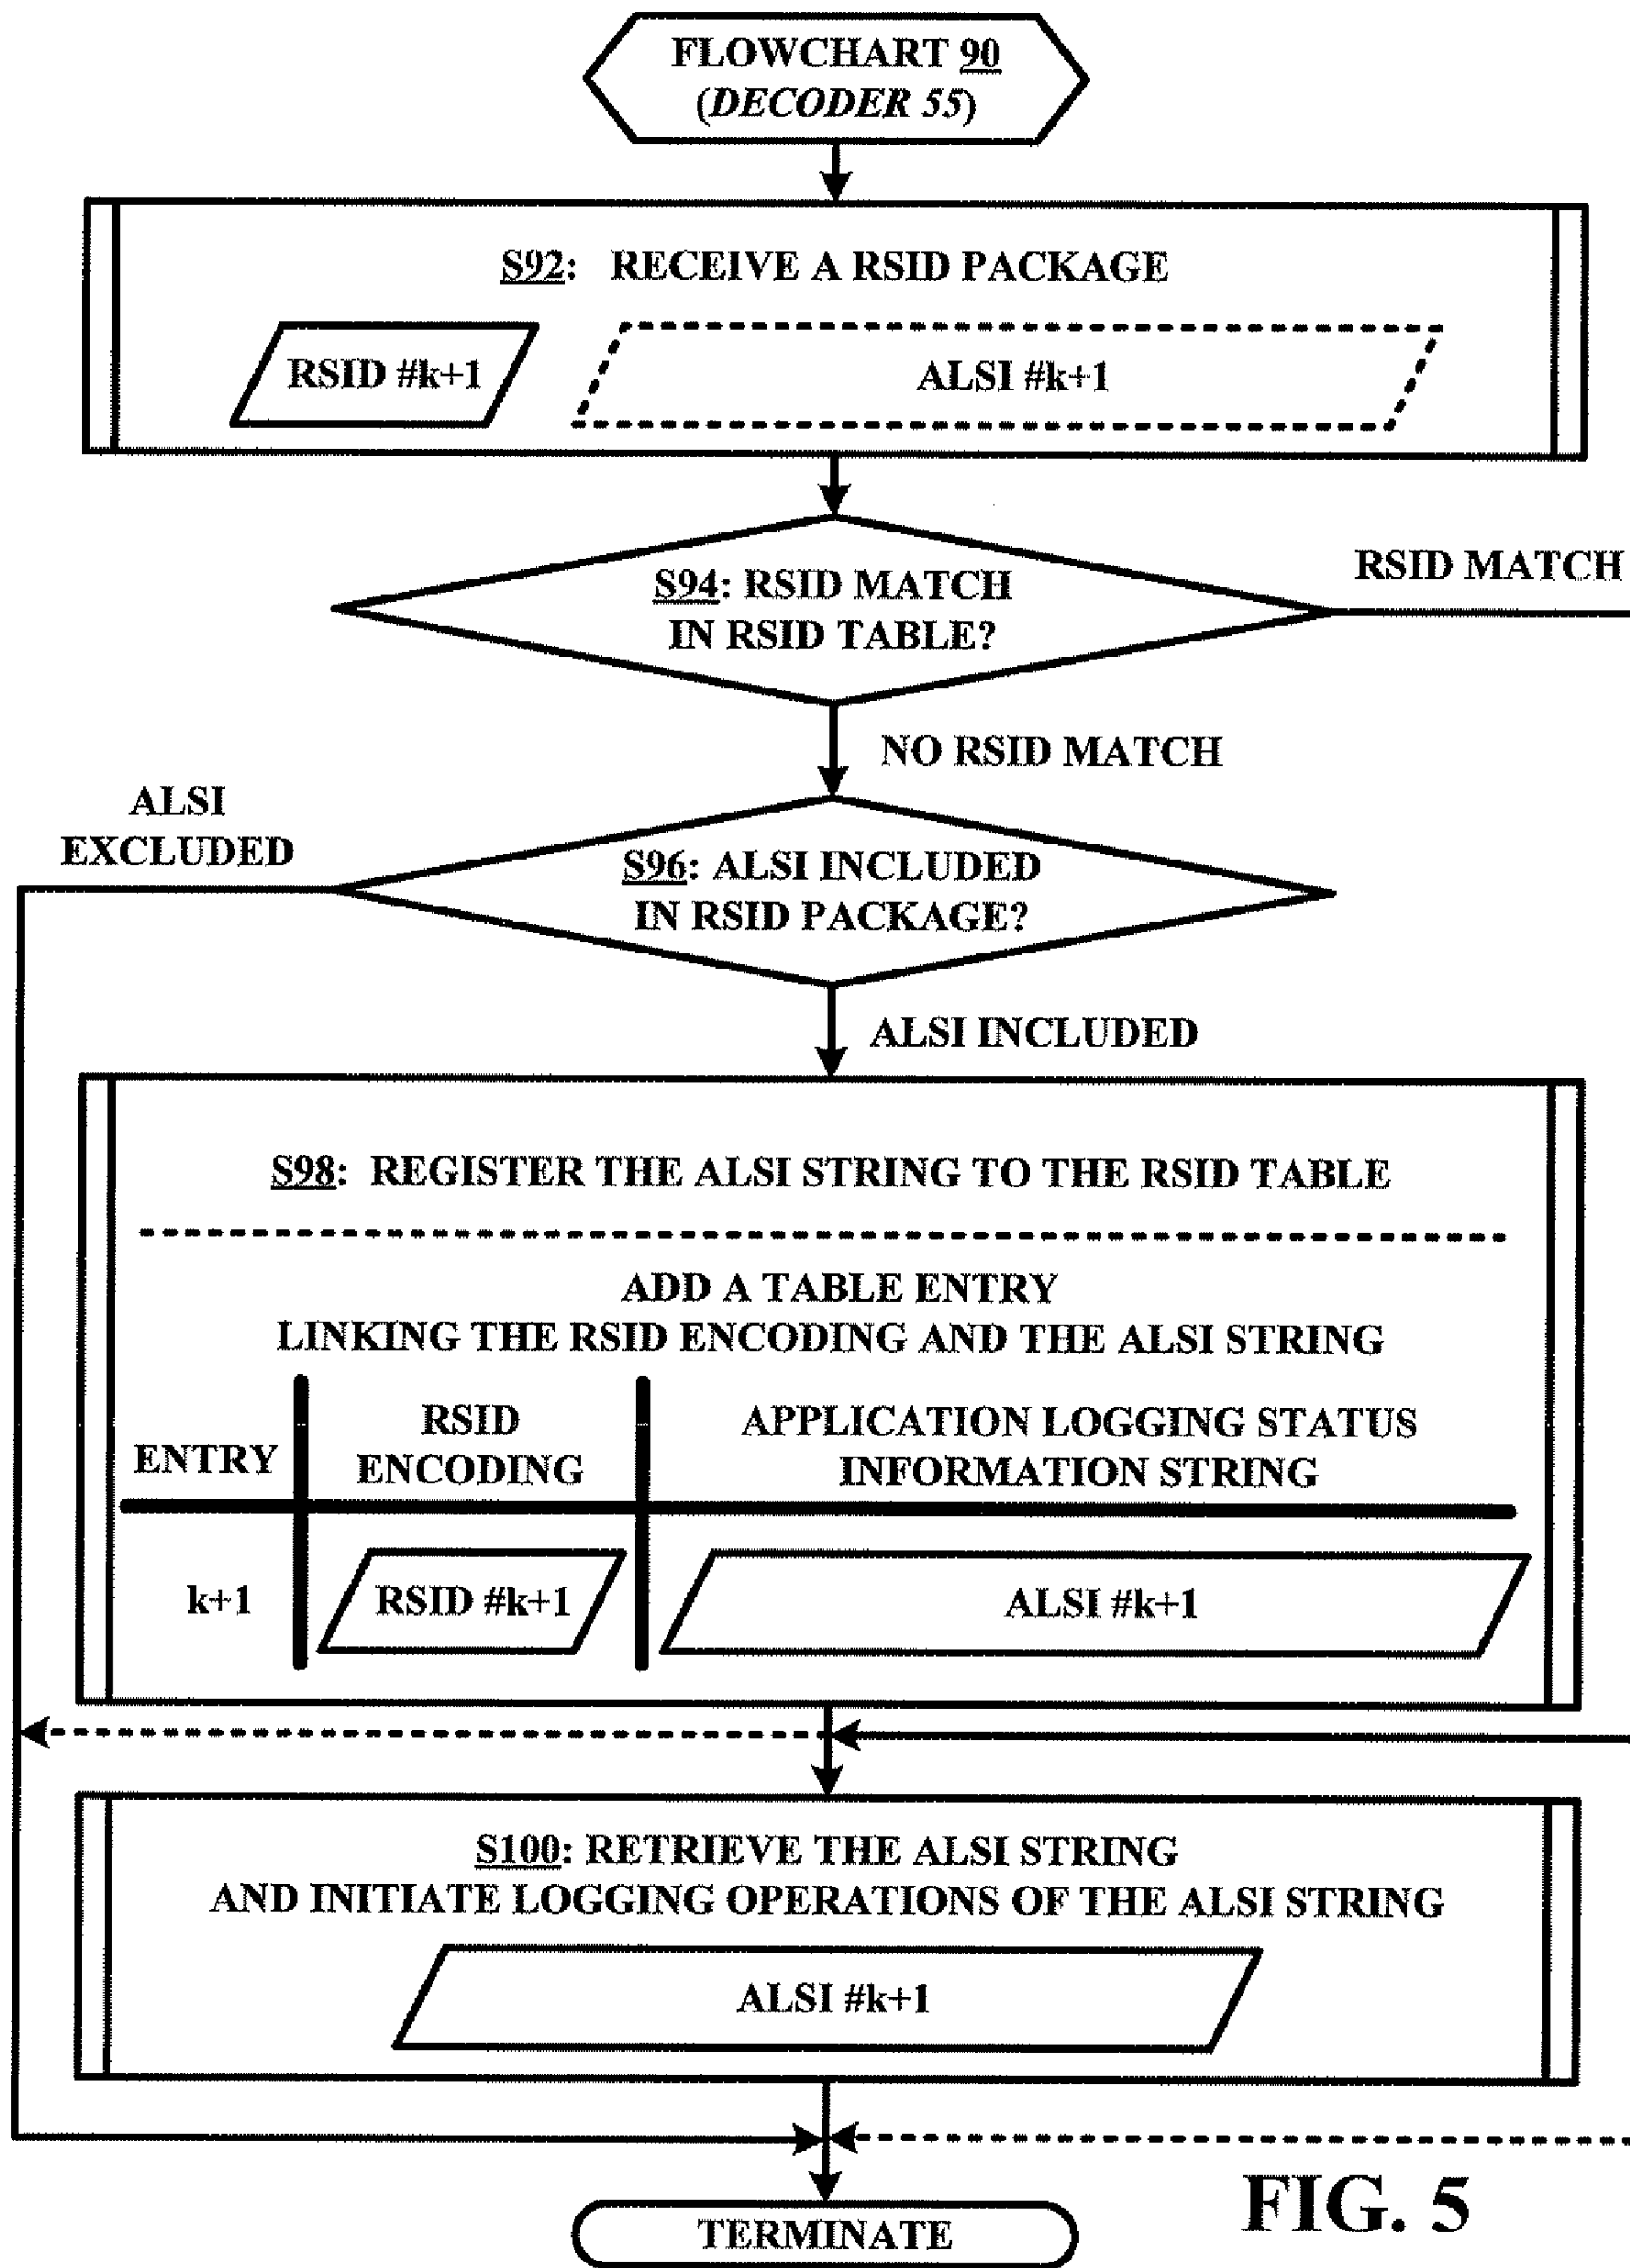 FLOWCHART 90
(DECODER 55)
S92: RECEIVE A RSID PACKAGE
RSID #k+1
ALSI #k+1
RSID MATCH
S94: RSID MATCH
IN RSID TABLE?
NO RSID MATCH
ALSI
EXCLUDED
S96: ALSI INCLUDED
IN RSID PACKAGE?
ALSI INCLUDED
S98: REGISTER THE ALSI STRING TO THE RSID TABLE
ADD A TABLE ENTRY
LINKING THE RSID ENCODING AND THE ALSI STRING
ENTRY
RSID
ENCODING
APPLICATION LOGGING STATUS
INFORMATION STRING
k+1
RSID #k+1
ALSI #k+1
S100: RETRIEVE THE ALSI STRING
AND INITIATE LOGGING OPERATIONS OF THE ALSI STRING
ALSI #k+1
TERMINATE
FIG. 5